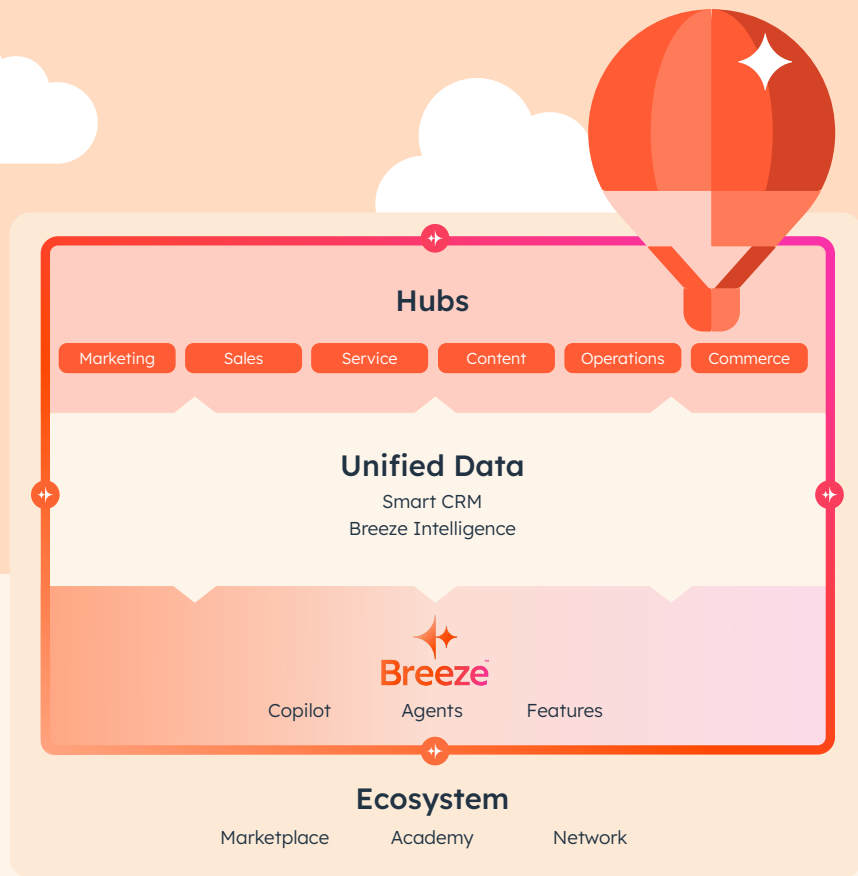 Hubs
Marketing Sales Service Content Operations Commerce
Unified Data
Smart CRM
Breeze Intelligence
Breeze™
Copilot Agents Features
Ecosystem
Marketplace Academy Network